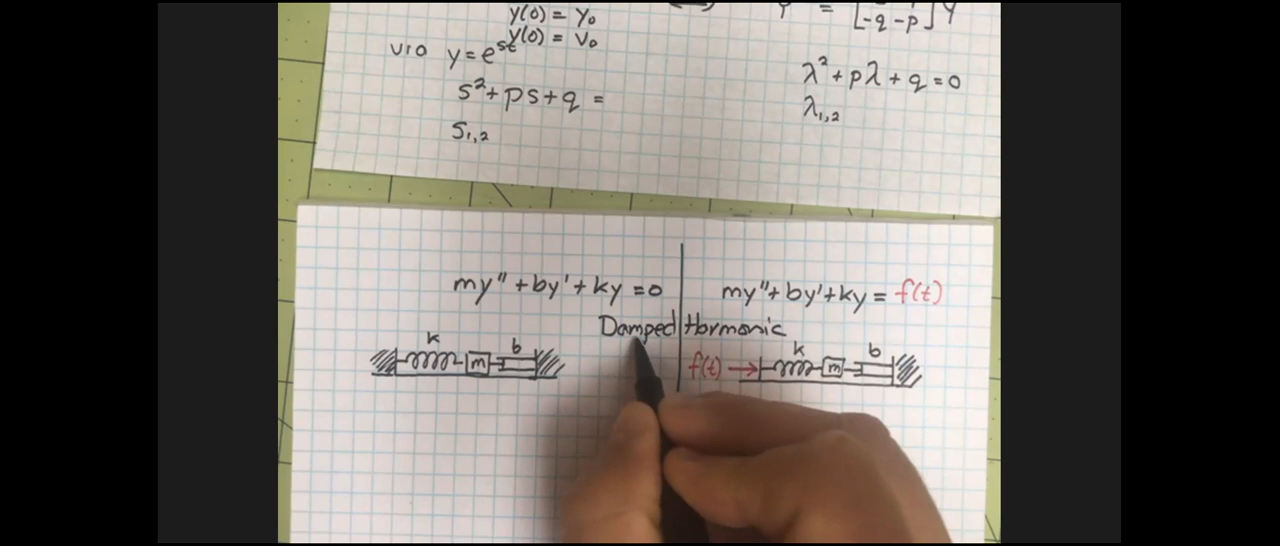 y(0) = y₀
y(0) = v₀
via y = eˢᵗ
s² + ps + q =
s₁,₂
Y = [-q -p] Y
λ² + pλ + q = 0
λ₁,₂
my'' + by' + ky = 0
my'' + by' + ky = f(t)
Damped Harmonic
k
m
b
f(t) →
k
m
b